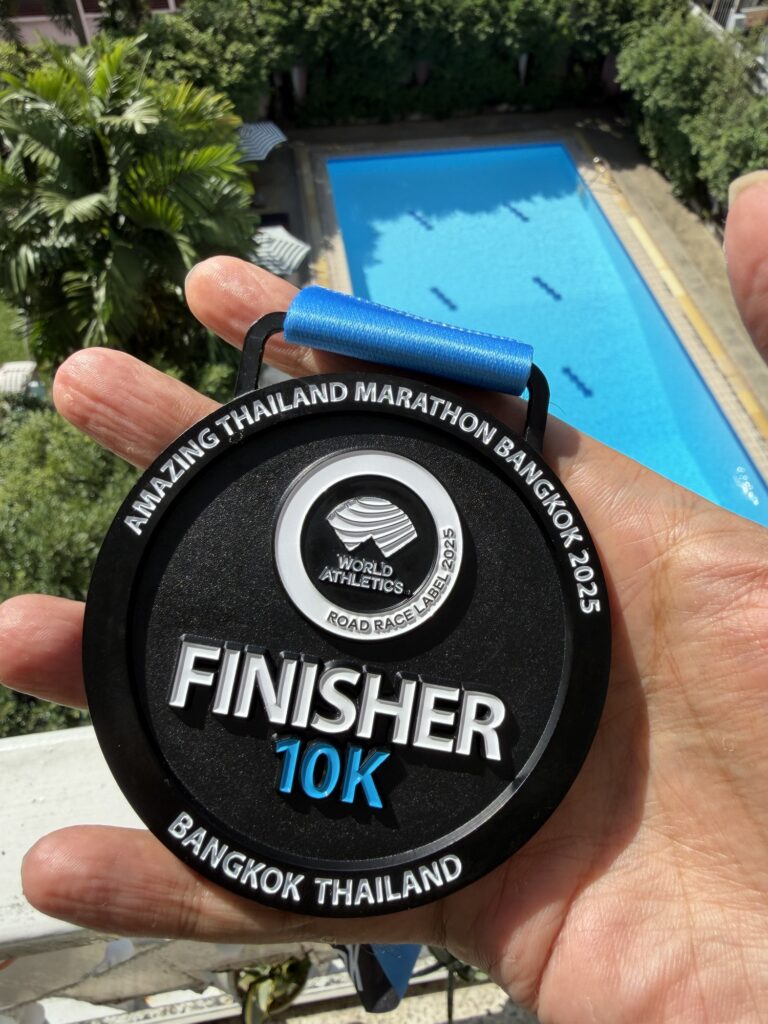 AMAZING THAILAND MARATHON BANGKOK 2025
WORLD
ATHLETICS
ROAD RACE LABEL 2025
FINISHER
10K
BANGKOK THAILAND